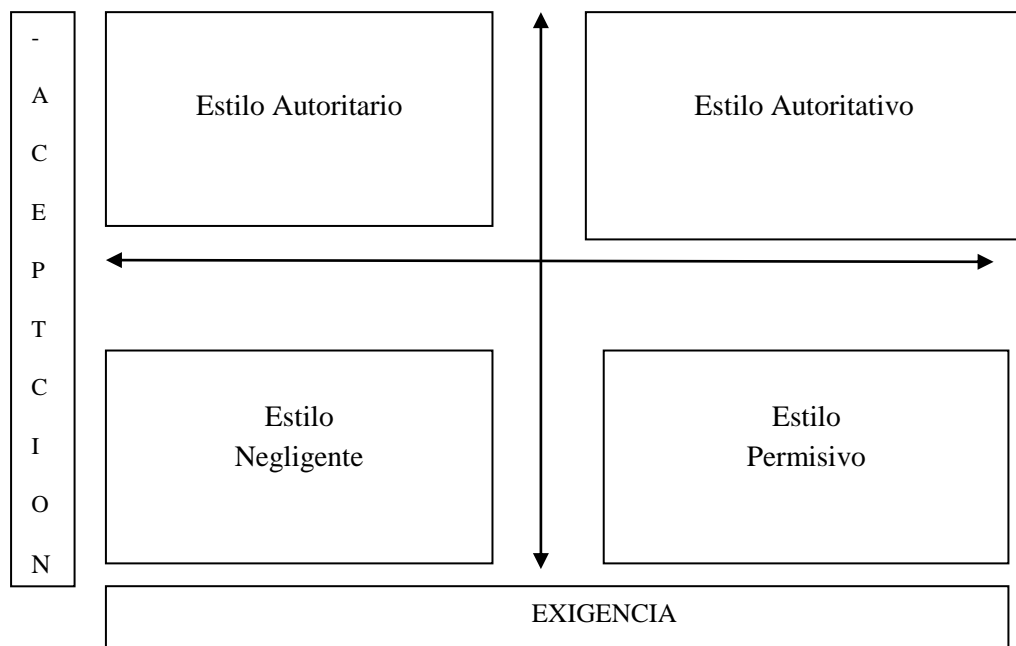 -
A
C
E
P
T
C
I
O
N
Estilo Autoritario
Estilo Autoritativo
Estilo
Negligente
Estilo
Permisivo
EXIGENCIA